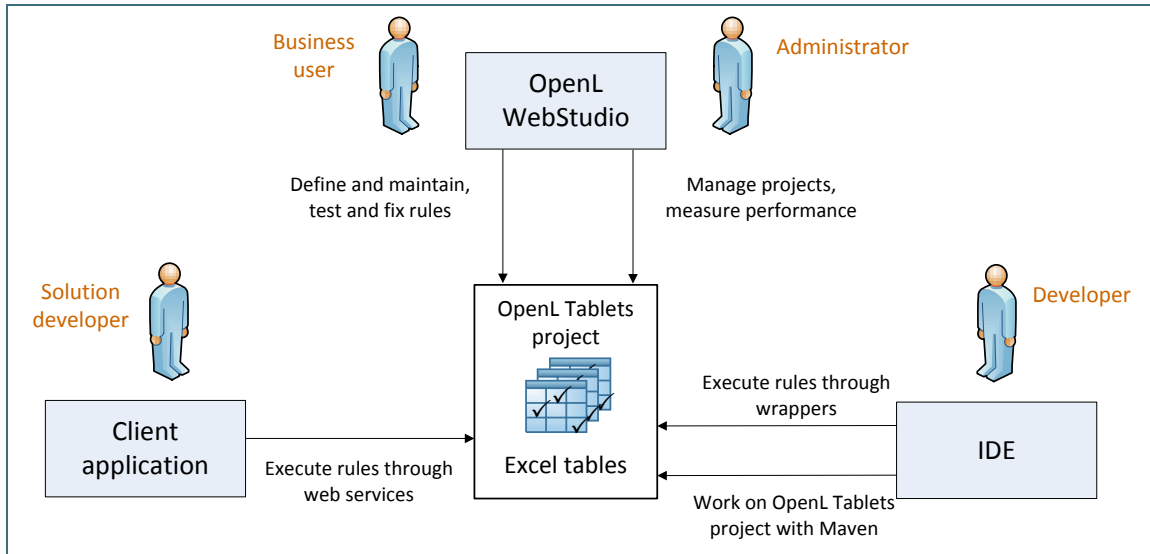 Business
user
OpenL
WebStudio
Administrator
Define and maintain,
test and fix rules
Manage projects,
measure performance
Solution
developer
OpenL Tablets
project
Developer
Client
application
Execute rules through
web services
Excel tables
Execute rules through
wrappers
IDE
Work on OpenL Tablets
project with Maven